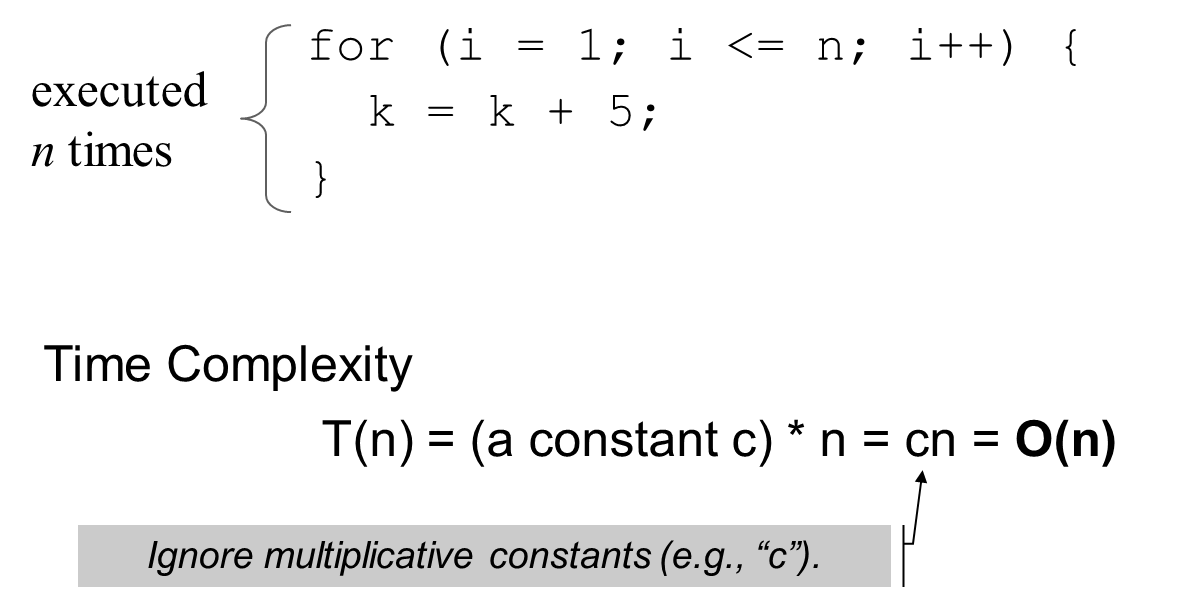 for (i = 1; i <= n; i++) {
executed
k = k + 5;
n times
}
Time Complexity
T(n) = (a constant c) * n = cn = O(n)
Ignore multiplicative constants (e.g., “c”).